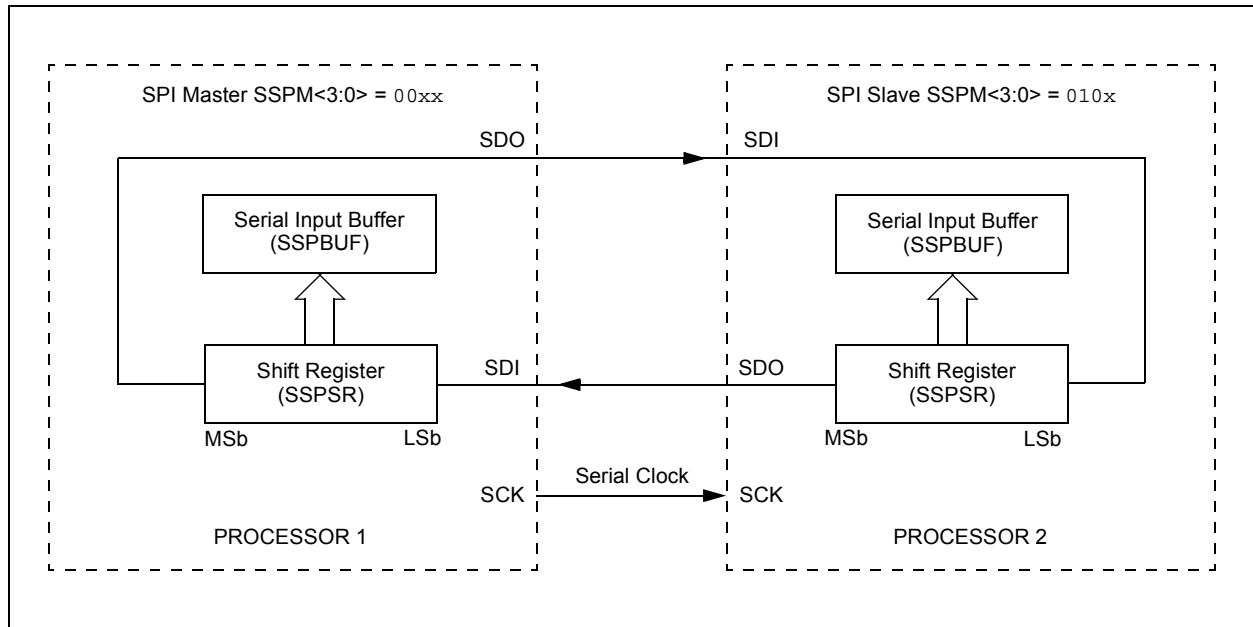 SPI Master SSPM<3:0> = 00xx
SDO
Serial Input Buffer
(SSPBUF)
Shift Register
(SSPSR)
MSb
LSb
SDI
SCK
PROCESSOR 1
Serial Clock
SPI Slave SSPM<3:0> = 010x
SDI
Serial Input Buffer
(SSPBUF)
SDO
Shift Register
(SSPSR)
MSb
LSb
SCK
PROCESSOR 2